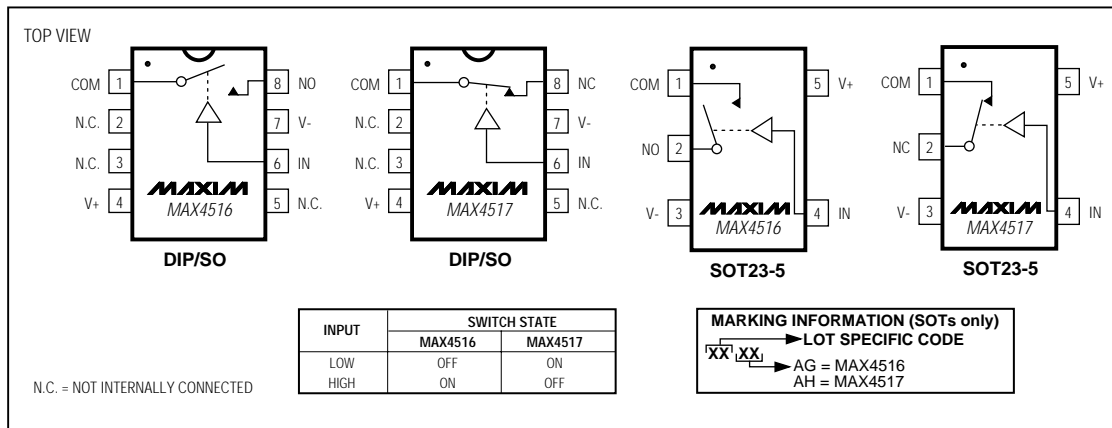 TOP VIEW
COM 1
N.C. 2
N.C. 3
V+ 4
8 NO
7 V-
6 IN
5 N.C.
MAXIM
MAX4516
DIP/SO
COM 1
N.C. 2
N.C. 3
V+ 4
8 NC
7 V-
6 IN
5 N.C.
MAXIM
MAX4517
DIP/SO
COM 1
NO 2
V- 3
5 V+
4 IN
MAXIM
MAX4516
SOT23-5
COM 1
NC 2
V- 3
5 V+
4 IN
MAXIM
MAX4517
SOT23-5
INPUT SWITCH STATE
MAX4516 MAX4517
LOW OFF ON
HIGH ON OFF
N.C. = NOT INTERNALLY CONNECTED
MARKING INFORMATION (SOTs only)
LOT SPECIFIC CODE
XX XX
AG = MAX4516
AH = MAX4517